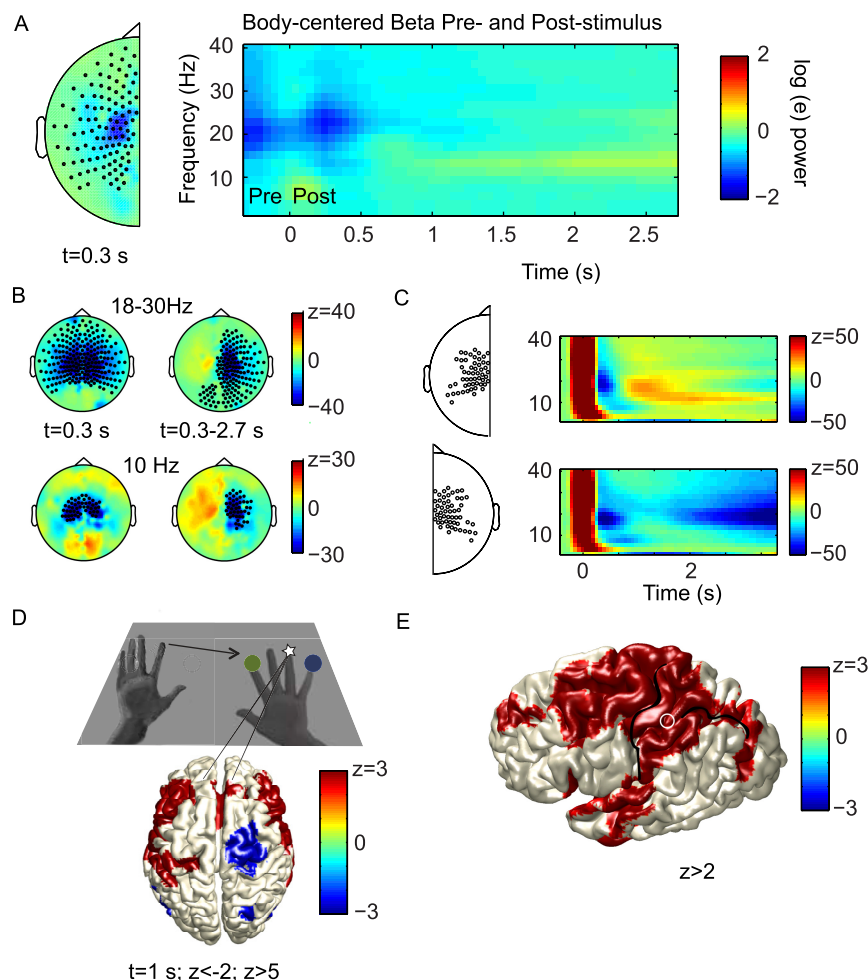 A
Body-centered Beta Pre- and Post-stimulus
Frequency (Hz)
40
30
20
10
Pre Post
0 0.5 1 1.5 2 2.5
Time (s)
2
0
−2
log (e) power
t=0.3 s
B
18-30Hz
z=40
0
−40
t=0.3 s t=0.3-2.7 s
10 Hz
z=30
0
−30
C
40
10
z=50
0
−50
40
10
z=50
0
−50
0 2
Time (s)
D
z=3
0
−3
t=1 s; z<-2; z>5
E
z=3
0
−3
z>2